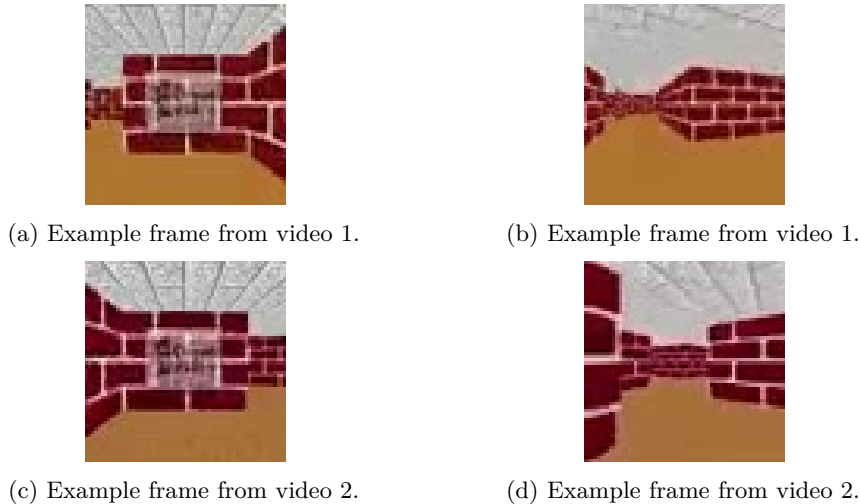 (a) Example frame from video 1.
(b) Example frame from video 1.
(c) Example frame from video 2.
(d) Example frame from video 2.